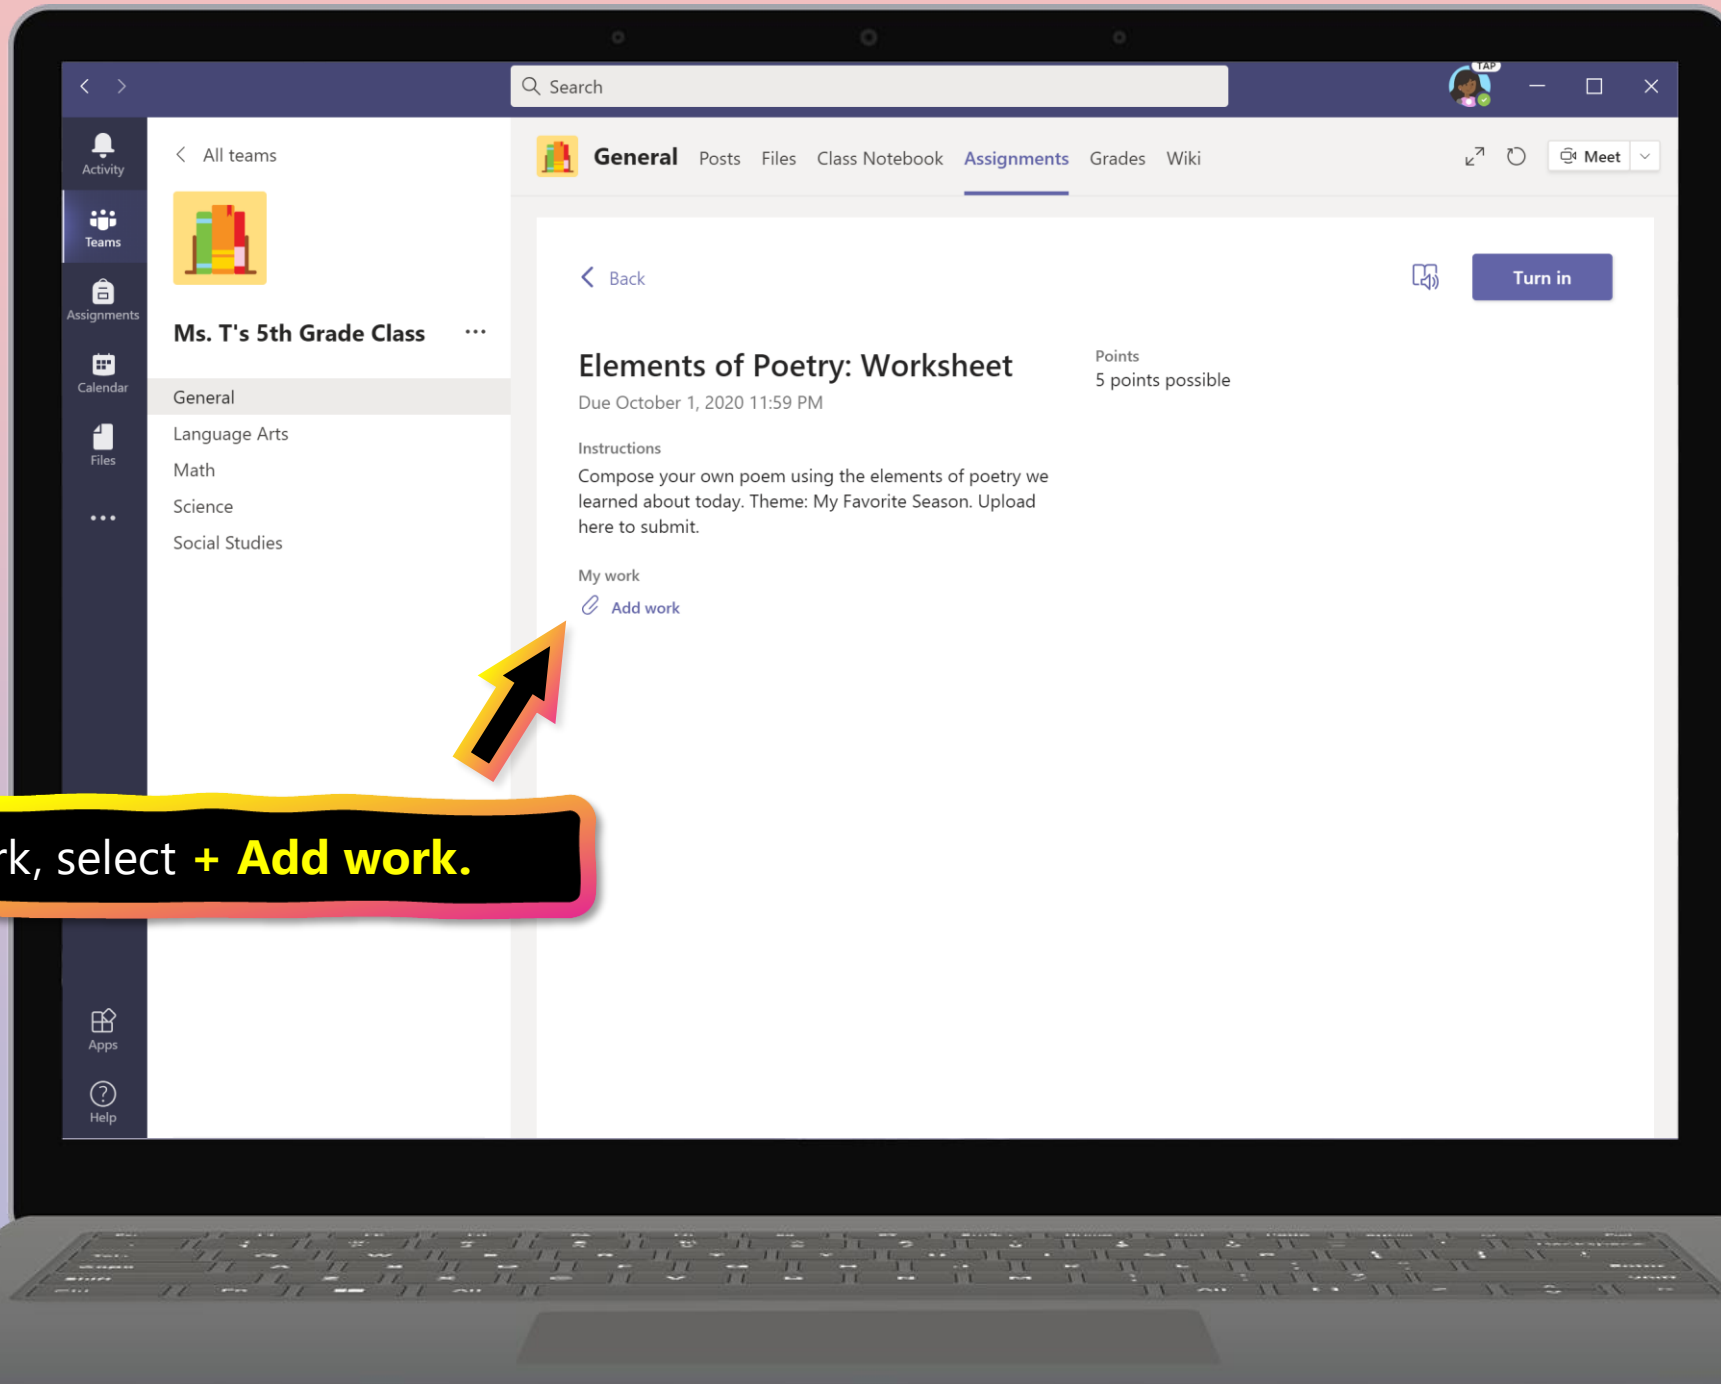 Search
TAP
Activity
Teams
Assignments
Calendar
Files
Apps
Help
All teams
Ms. T's 5th Grade Class
General
Language Arts
Math
Science
Social Studies
General Posts Files Class Notebook Assignments Grades Wiki
Meet
Back
Turn in
Elements of Poetry: Worksheet
Due October 1, 2020 11:59 PM
Points
5 points possible
Instructions
Compose your own poem using the elements of poetry we
learned about today. Theme: My Favorite Season. Upload
here to submit.
My work
Add work
select + Add work.